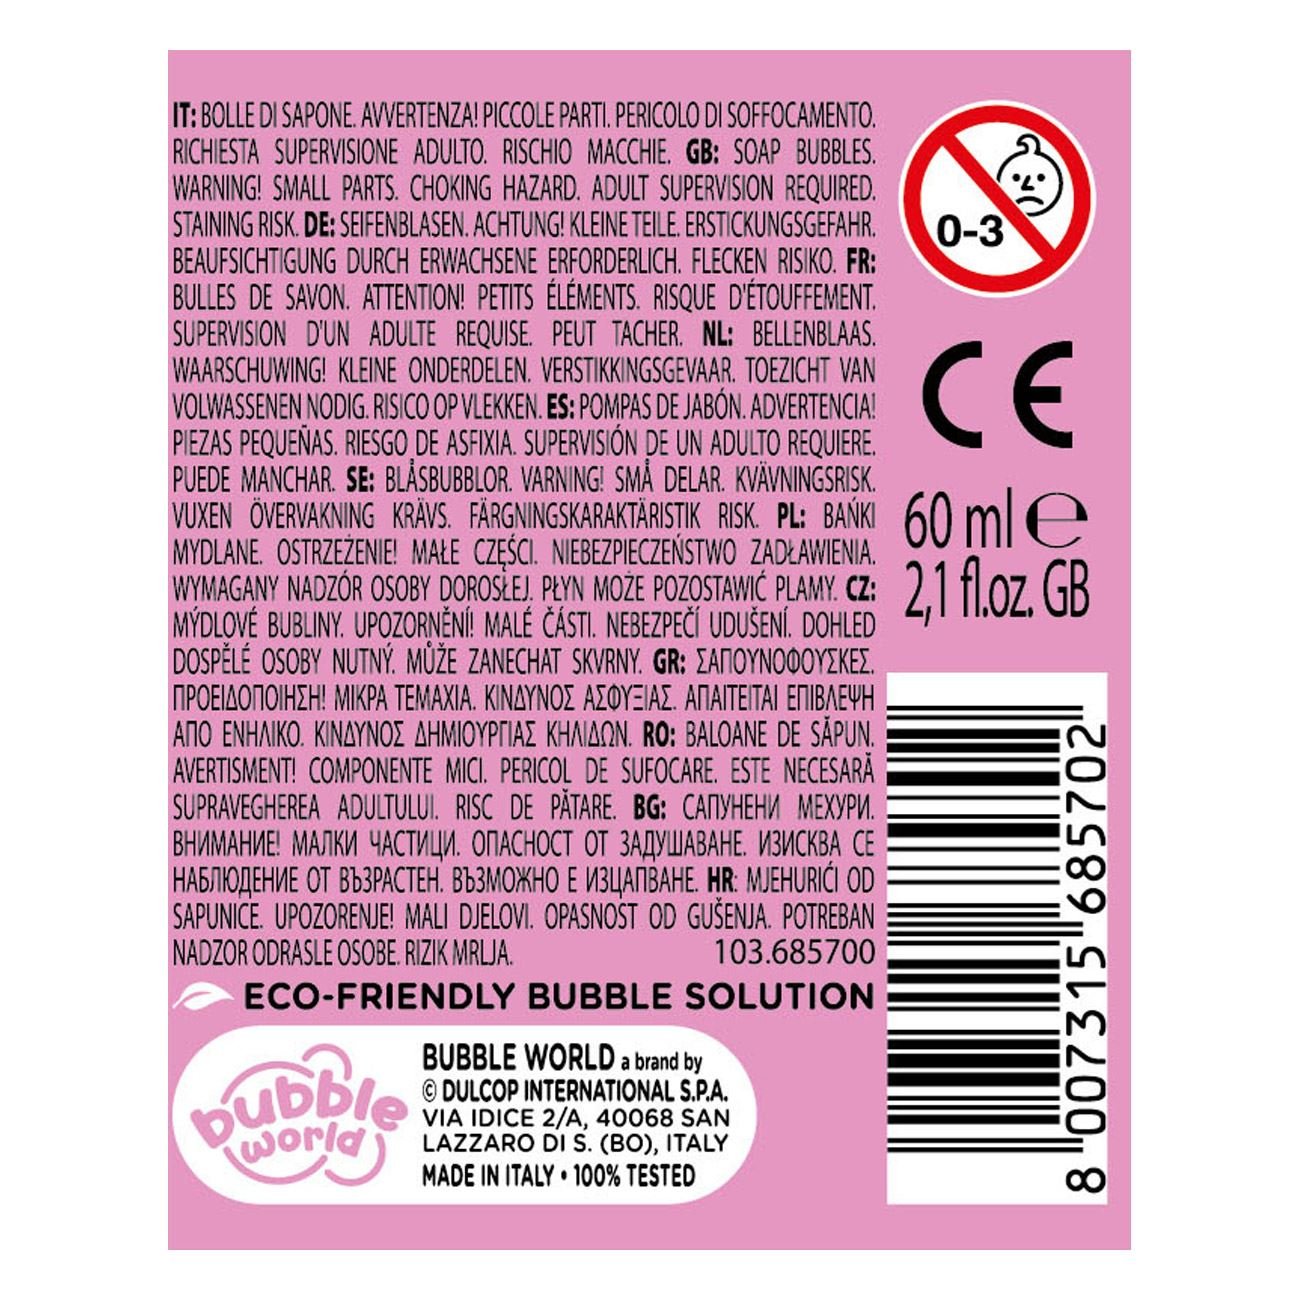 IT: BOLLE DI SAPONE. AVVERTENZA! PICCOLE PARTI. PERICOLO DI SOFFOCAMENTO.
RICHIESTA SUPERVISIONE ADULTO. RISCHIO MACCHIE. GB: SOAP BUBBLES.
WARNING! SMALL PARTS. CHOKING HAZARD. ADULT SUPERVISION REQUIRED.
STAINING RISK. DE: SEIFENBLASEN. ACHTUNG! KLEINE TEILE. ERSTICKUNGSGEFAHR.
BEAUFSICHTIGUNG DURCH ERWACHSENE ERFORDERLICH. FLECKEN RISIKO. FR:
BULLES DE SAVON. ATTENTION! PETITS ÉLÉMENTS. RISQUE D'ÉTOUFFEMENT.
SUPERVISION D'UN ADULTE REQUISE. PEUT TACHER. NL: BELLENBLAAS.
WAARSCHUWING! KLEINE ONDERDELEN. VERSTIKKINGSGEVAAR. TOEZICHT VAN
VOLWASSENEN NODIG. RISICO OP VLEKKEN. ES: POMPAS DE JABÓN. ADVERTENCIA!
PIEZAS PEQUEÑAS. RIESGO DE ASFIXIA. SUPERVISIÓN DE UN ADULTO REQUIERE.
PUEDE MANCHAR. SE: BLÅSBUBBLOR. VARNING! SMÅ DELAR. KVÄVNINGSRISK.
VUXEN ÖVERVAKNING KRÄVS. FÄRGNINGSKARAKTÄRISTIK RISK. PL: BAŃKI
MYDLANE. OSTRZEŻENIE! MAŁE CZĘŚCI. NIEBEZPIECZEŃSTWO ZADŁAWIENIA.
WYMAGANY NADZÓR OSOBY DOROSŁEJ. PŁYN MOŻE POZOSTAWIĆ PLAMY. CZ:
MÝDLOVÉ BUBLINY. UPOZORNĚNÍ! MALÉ ČÁSTI. NEBEZPEČÍ UDUŠENÍ. DOHLED
DOSPĚLÉ OSOBY NUTNÝ. MŮŽE ZANECHAT SKVRNY. GR: ΣΑΠΟΥΝΟΦΟΥΣΚΕΣ.
ΠΡΟΕΙΔΟΠΟΙΗΣΗ! ΜΙΚΡΑ ΤΕΜΑΧΙΑ. ΚΙΝΔΥΝΟΣ ΑΣΦΥΞΙΑΣ. ΑΠΑΙΤΕΙΤΑΙ ΕΠΙΒΛΕΨΗ
ΑΠΟ ΕΝΗΛΙΚΟ. ΚΙΝΔΥΝΟΣ ΔΗΜΙΟΥΡΓΙΑΣ ΚΗΛΙΔΩΝ. RO: BALOANE DE SĂPUN.
AVERTISMENT! COMPONENTE MICI. PERICOL DE SUFOCARE. ESTE NECESARĂ
SUPRAVEGHEREA ADULTULUI. RISC DE PĂTARE. BG: САПУНЕНИ МЕХУРИ.
ВНИМАНИЕ! МАЛКИ ЧАСТИЦИ. ОПАСНОСТ ОТ ЗАДУШАВАНЕ. ИЗИСКВА СЕ
НАБЛЮДЕНИЕ ОТ ВЪЗРАСТЕН. ВЪЗМОЖНО Е ИЗЦАПВАНЕ. HR: MJEHURIĆI OD
SAPUNICE. UPOZORENJE! MALI DJELOVI. OPASNOST OD GUŠENJA. POTREBAN
NADZOR ODRASLE OSOBE. RIZIK MRLJA. 103.685700
ECO-FRIENDLY BUBBLE SOLUTION
bubble
world
BUBBLE WORLD a brand by
© DULCOP INTERNATIONAL S.P.A.
VIA IDICE 2/A, 40068 SAN
LAZZARO DI S. (BO), ITALY
MADE IN ITALY • 100% TESTED
0-3
CE
60 ml ℮
2,1 fl.oz. GB
8 007315 685702